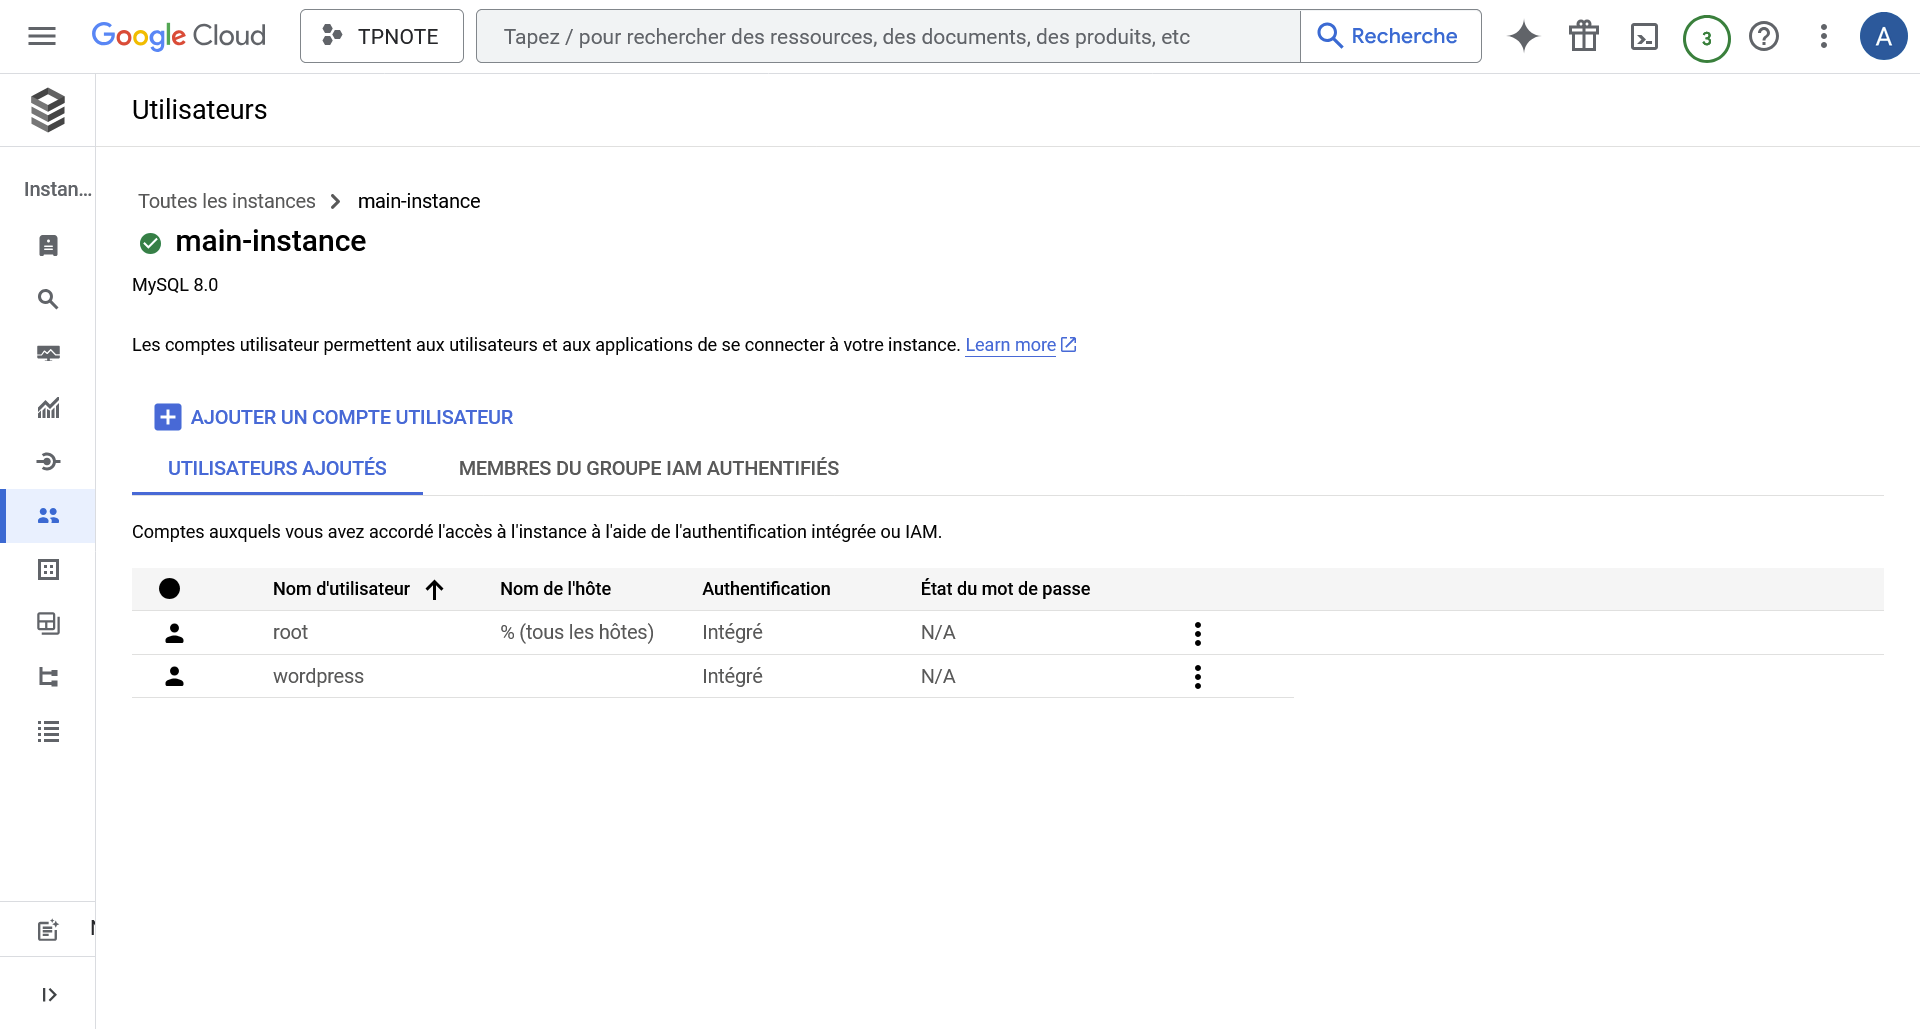 Google Cloud
TPNOTE
Tapez / pour rechercher des ressources, des documents, des produits, etc
Recherche
3
A
Utilisateurs
Instan...
Toutes les instances
main-instance
main-instance
MySQL 8.0
Les comptes utilisateur permettent aux utilisateurs et aux applications de se connecter à votre instance. Learn more
AJOUTER UN COMPTE UTILISATEUR
UTILISATEURS AJOUTÉS
MEMBRES DU GROUPE IAM AUTHENTIFIÉS
Comptes auxquels vous avez accordé l'accès à l'instance à l'aide de l'authentification intégrée ou IAM.
Nom d'utilisateur Nom de l'hôte Authentification État du mot de passe
root % (tous les hôtes) Intégré N/A
wordpress Intégré N/A